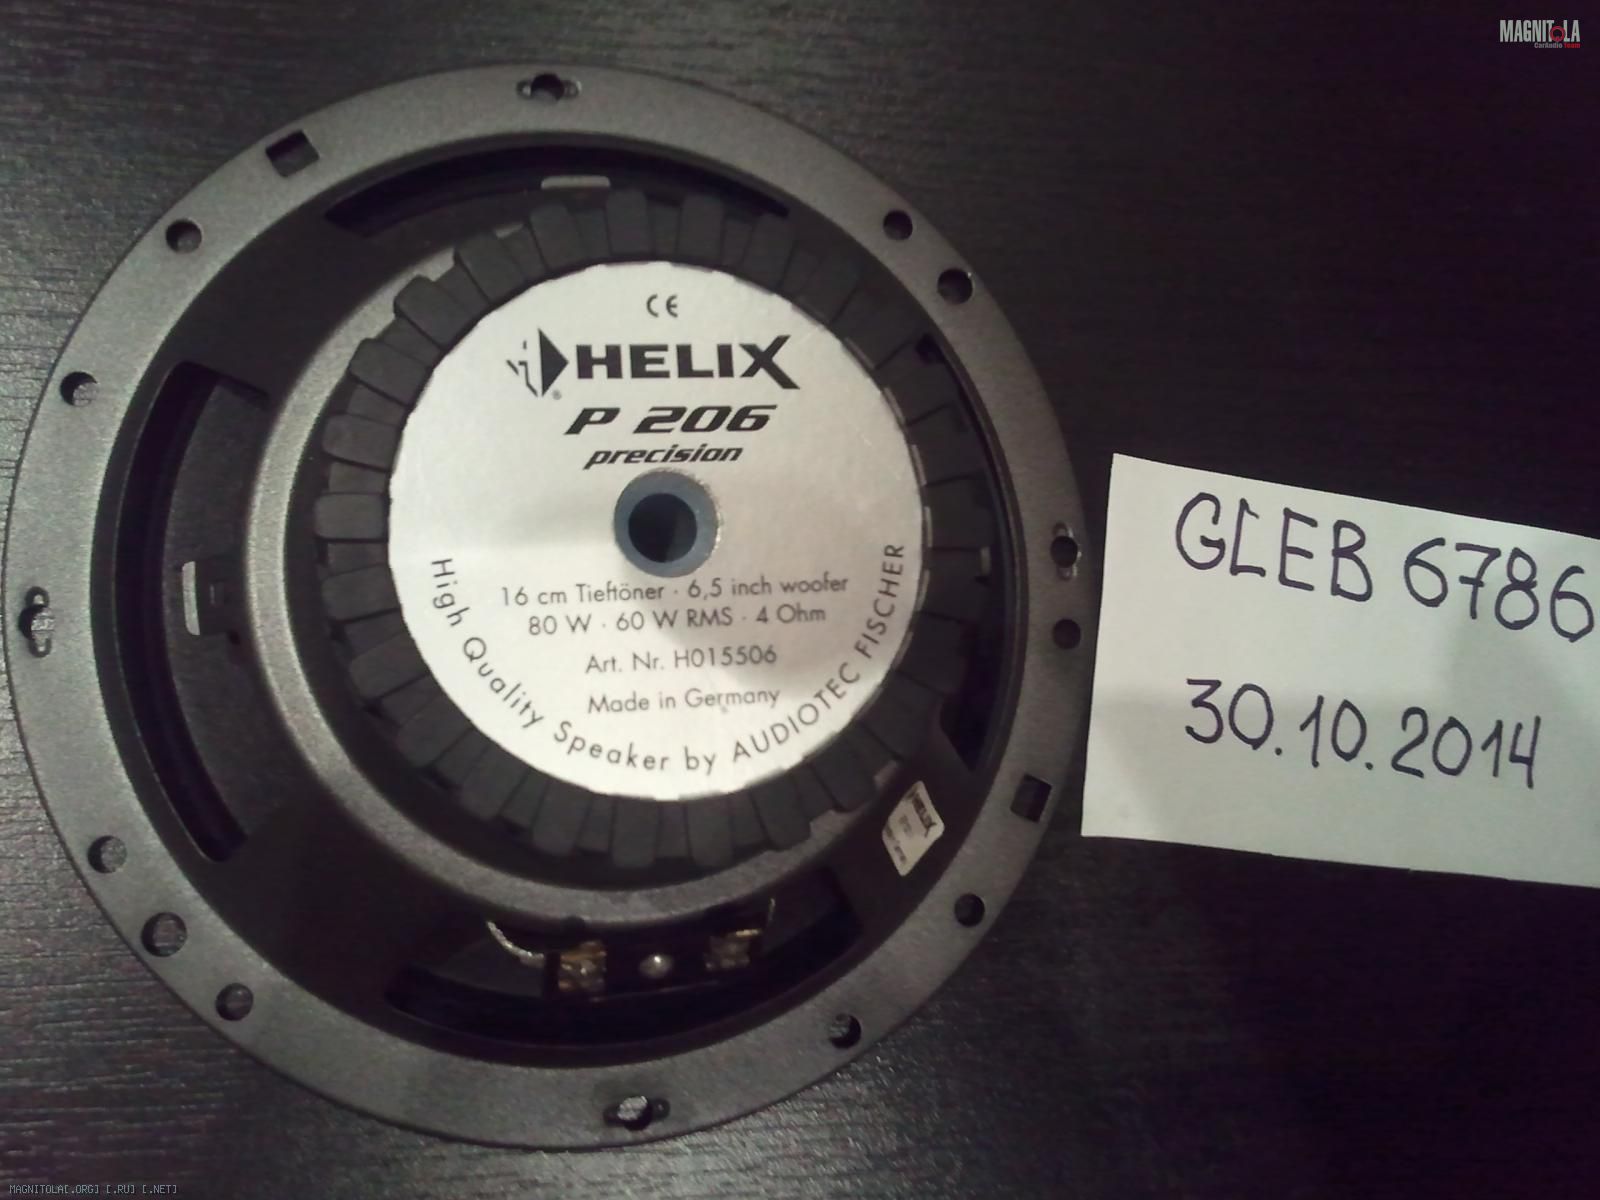 MAGNITOLA
CarAudio Team
CE
HELIX
®
P 206
precision
16 cm Tieftöner · 6,5 inch woofer
80 W · 60 W RMS · 4 Ohm
Art. Nr. H015506
Made in Germany
High Quality Speaker by AUDIOTEC FISCHER
HELIX
GLEB 6786
30.10.2014
MAGNITOLA[.ORG] [.RU] [.NET]